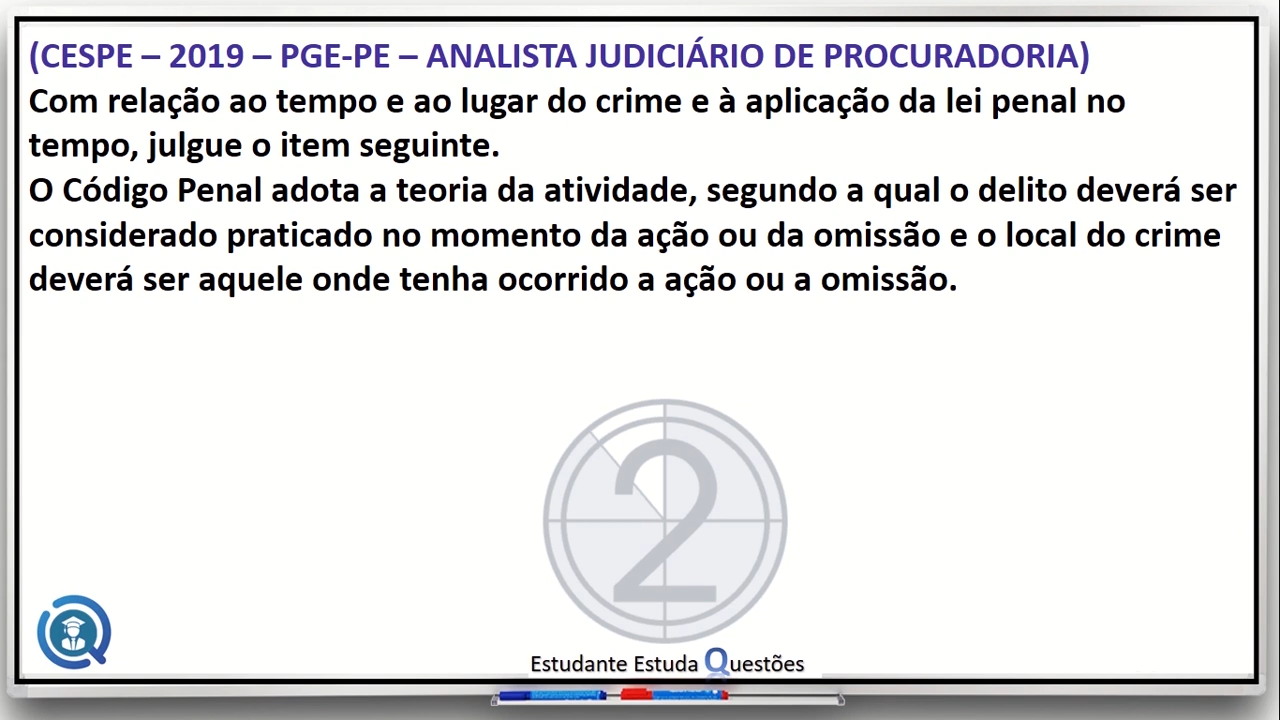 (CESPE – 2019 – PGE-PE – ANALISTA JUDICIÁRIO DE PROCURADORIA)
Com relação ao tempo e ao lugar do crime e à aplicação da lei penal no
tempo, julgue o item seguinte.
O Código Penal adota a teoria da atividade, segundo a qual o delito deverá ser
considerado praticado no momento da ação ou da omissão e o local do crime
deverá ser aquele onde tenha ocorrido a ação ou a omissão.
2
Estudante Estuda Questões